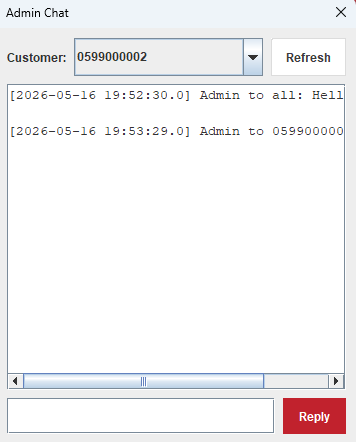 Admin Chat
Customer: 0599000002 Refresh
[2026-05-16 19:52:30.0] Admin to all: Hell
[2026-05-16 19:53:29.0] Admin to 059900000
Reply